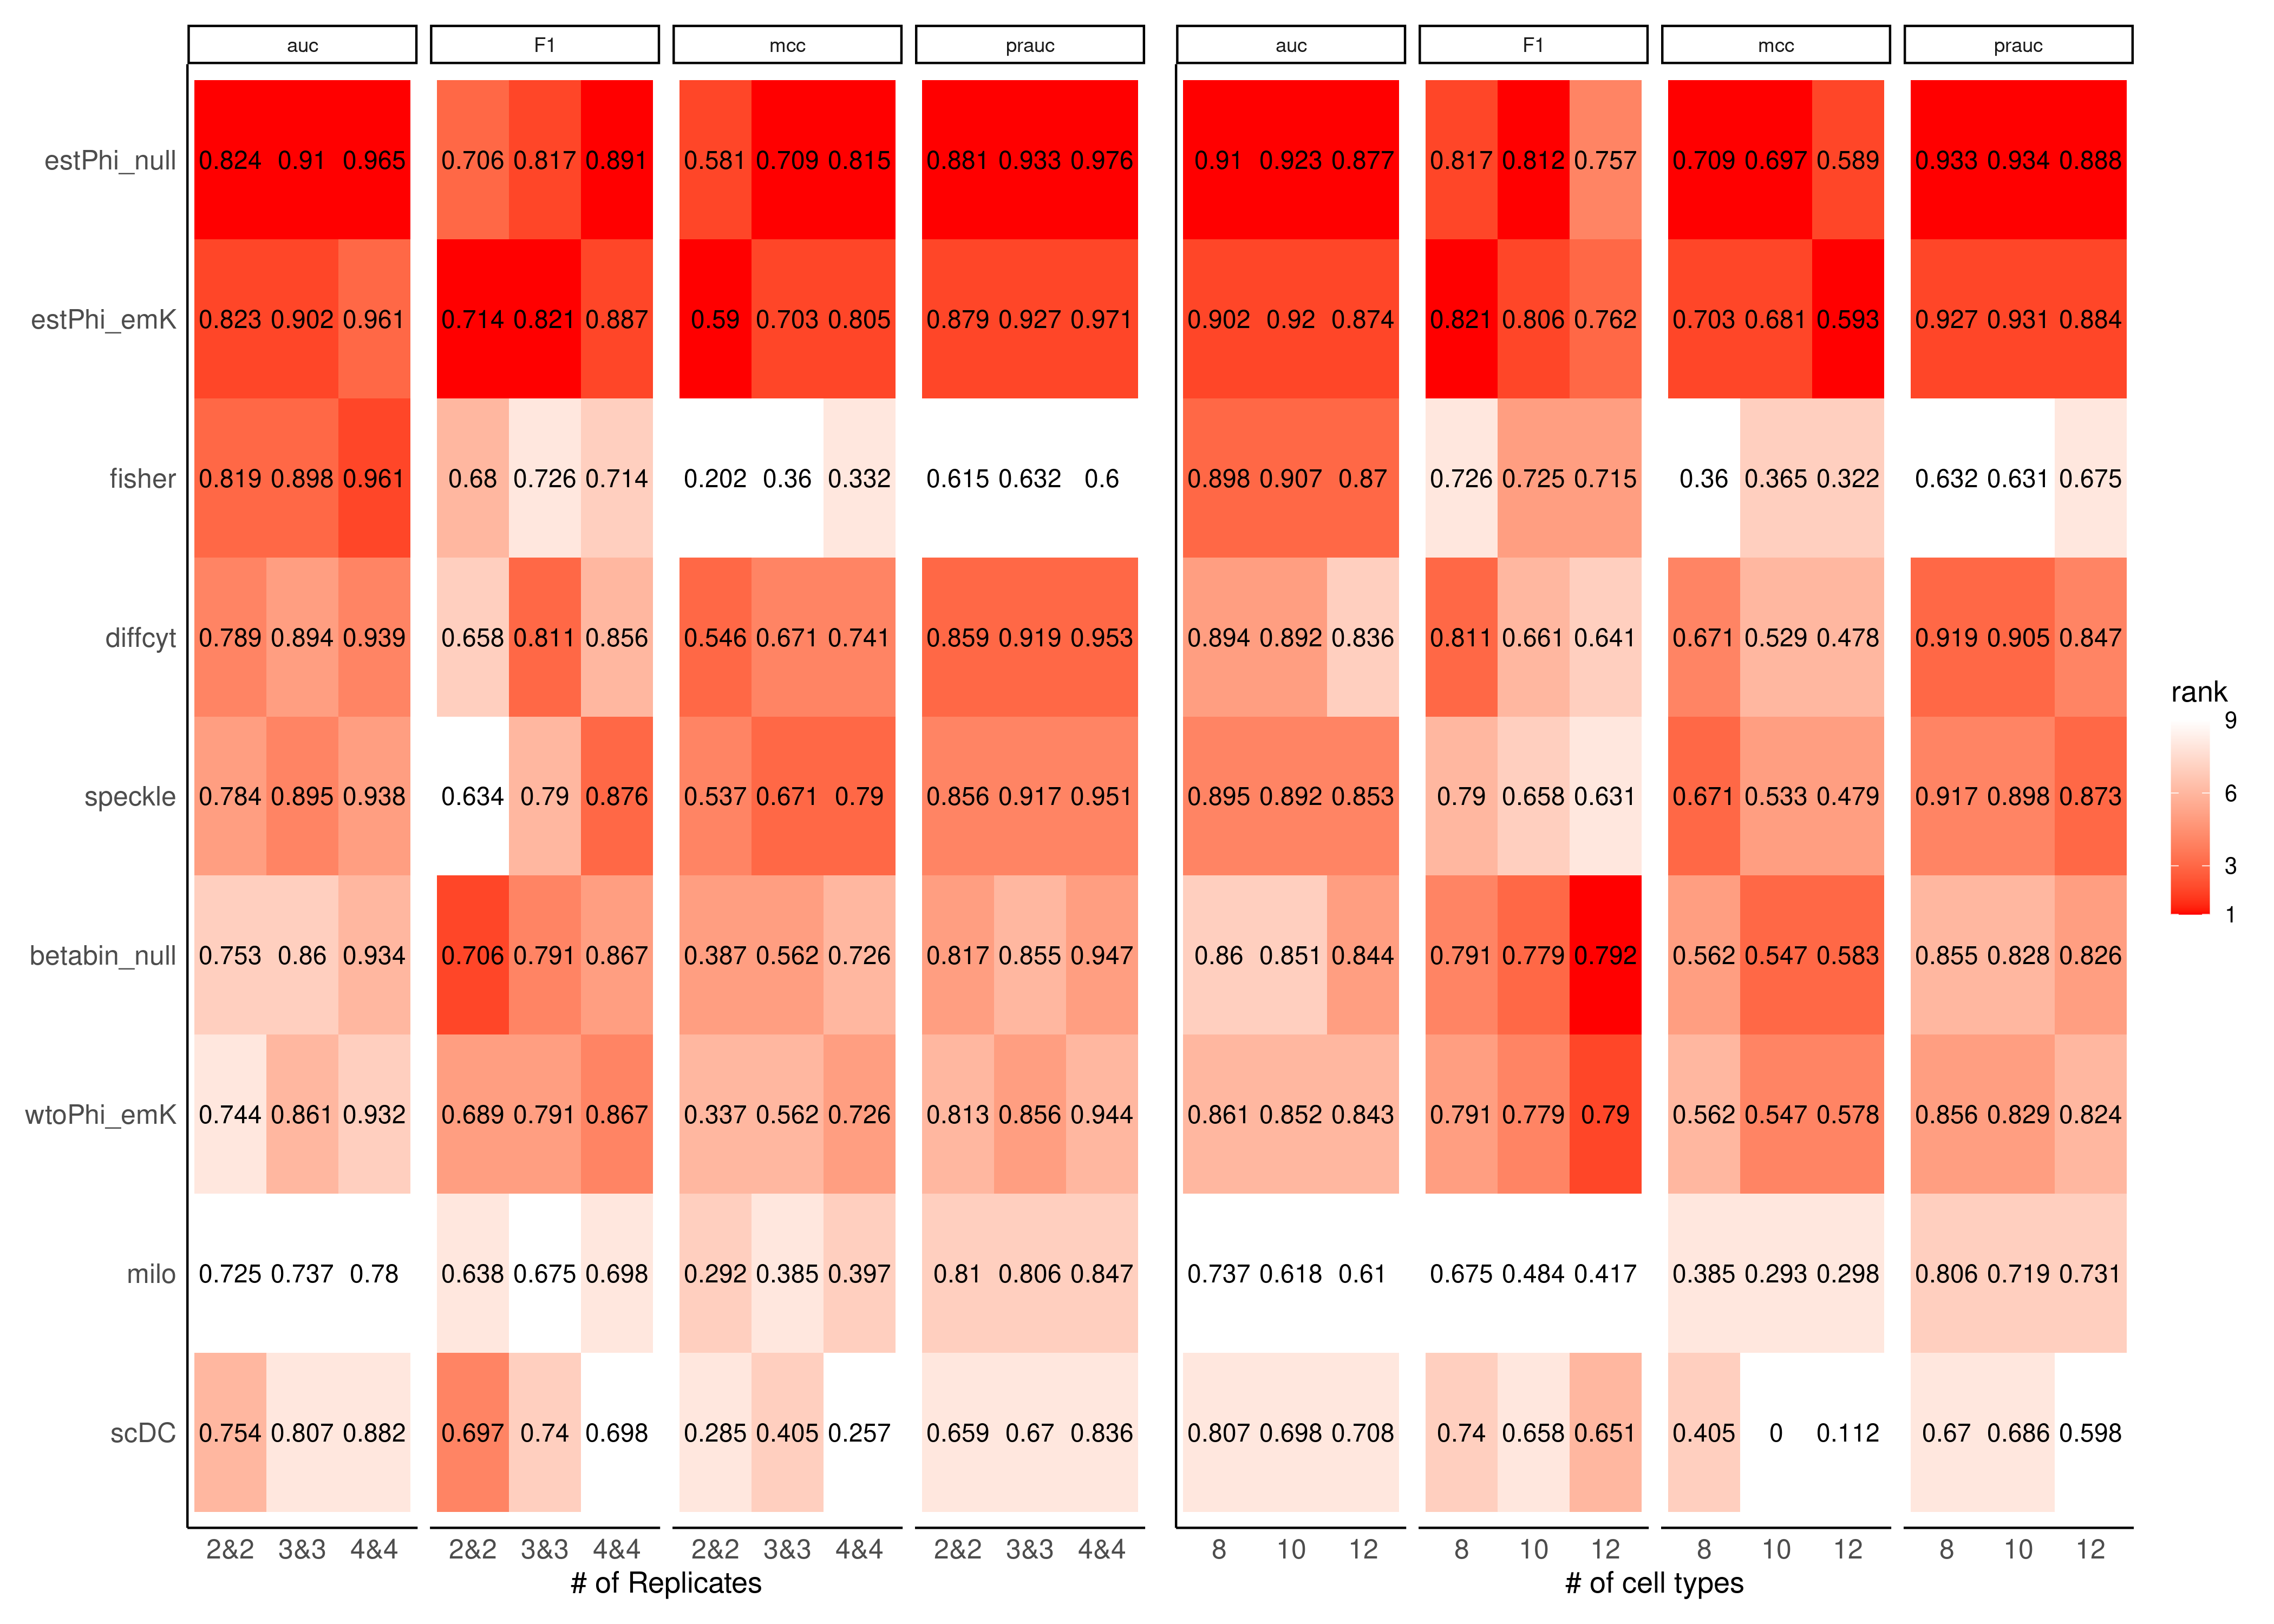 auc F1 mcc prauc auc F1 mcc prauc
estPhi_null 0.824 0.91 0.965 0.706 0.817 0.891 0.581 0.709 0.815 0.881 0.933 0.976 0.91 0.923 0.877 0.817 0.812 0.757 0.709 0.697 0.589 0.933 0.934 0.888
estPhi_emK 0.823 0.902 0.961 0.714 0.821 0.887 0.59 0.703 0.805 0.879 0.927 0.971 0.902 0.92 0.874 0.821 0.806 0.762 0.703 0.681 0.593 0.927 0.931 0.884
fisher 0.819 0.898 0.961 0.68 0.726 0.714 0.202 0.36 0.332 0.615 0.632 0.6 0.898 0.907 0.87 0.726 0.725 0.715 0.36 0.365 0.322 0.632 0.631 0.675
diffcyt 0.789 0.894 0.939 0.658 0.811 0.856 0.546 0.671 0.741 0.859 0.919 0.953 0.894 0.892 0.836 0.811 0.661 0.641 0.671 0.529 0.478 0.919 0.905 0.847
rank
9
6
3
1
speckle 0.784 0.895 0.938 0.634 0.79 0.876 0.537 0.671 0.79 0.856 0.917 0.951 0.895 0.892 0.853 0.79 0.658 0.631 0.671 0.533 0.479 0.917 0.898 0.873
betabin_null 0.753 0.86 0.934 0.706 0.791 0.867 0.387 0.562 0.726 0.817 0.855 0.947 0.86 0.851 0.844 0.791 0.779 0.792 0.562 0.547 0.583 0.855 0.828 0.826
wtoPhi_emK 0.744 0.861 0.932 0.689 0.791 0.867 0.337 0.562 0.726 0.813 0.856 0.944 0.861 0.852 0.843 0.791 0.779 0.79 0.562 0.547 0.578 0.856 0.829 0.824
milo 0.725 0.737 0.78 0.638 0.675 0.698 0.292 0.385 0.397 0.81 0.806 0.847 0.737 0.618 0.61 0.675 0.484 0.417 0.385 0.293 0.298 0.806 0.719 0.731
scDC 0.754 0.807 0.882 0.697 0.74 0.698 0.285 0.405 0.257 0.659 0.67 0.836 0.807 0.698 0.708 0.74 0.658 0.651 0.405 0 0.112 0.67 0.686 0.598
2&2 3&3 4&4 2&2 3&3 4&4 2&2 3&3 4&4 2&2 3&3 4&4 8 10 12 8 10 12 8 10 12 8 10 12
# of Replicates # of cell types